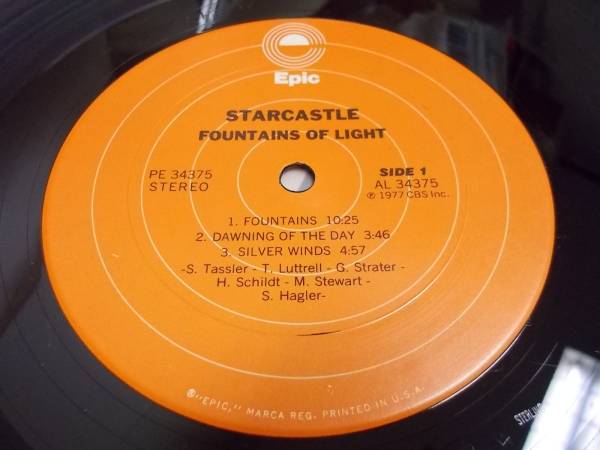 Epic
STARCASTLE
FOUNTAINS OF LIGHT
PE 34375
STEREO
SIDE 1
AL 34375
℗ 1977 CBS Inc.
1. FOUNTAINS 10:25
2. DAWNING OF THE DAY 3:46
3. SILVER WINDS 4:57
-S. Tassler - T. Luttrell - G. Strater -
H. Schildt - M. Stewart -
S. Hagler-
®"EPIC," MARCA REG. PRINTED IN U.S.A.